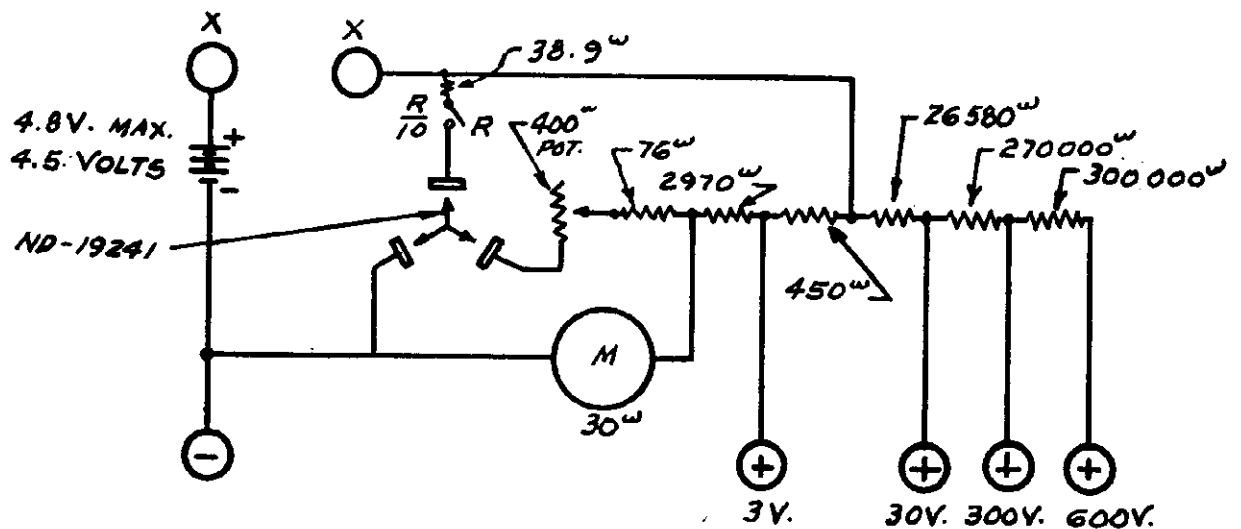 X
X
38.9ω
4.8V. MAX.
4.5 VOLTS
+
-
R
10
R
400ω
POT.
76ω
2970ω
26580ω
270000ω
300000ω
ND-19241
450ω
M
30ω
-
+
+
+
+
3V.
30V.
300V.
600V.